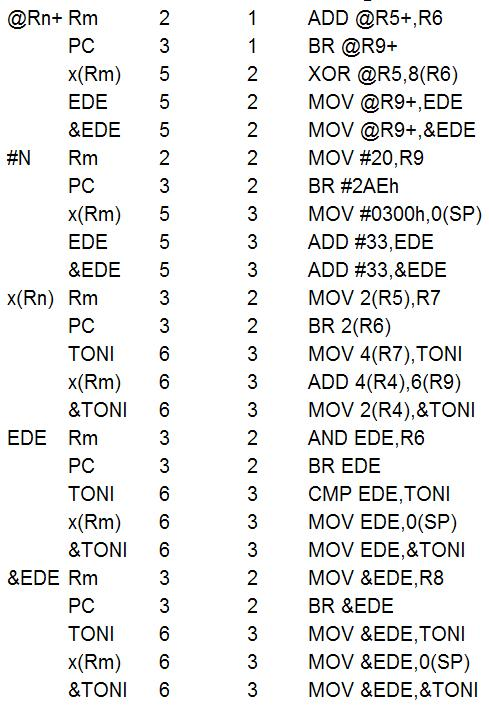 @Rn+ Rm 2 1 ADD @R5+,R6
PC 3 1 BR @R9+
x(Rm) 5 2 XOR @R5,8(R6)
EDE 5 2 MOV @R9+,EDE
&EDE 5 2 MOV @R9+,&EDE
#N Rm 2 2 MOV #20,R9
PC 3 2 BR #2AEh
x(Rm) 5 3 MOV #0300h,0(SP)
EDE 5 3 ADD #33,EDE
&EDE 5 3 ADD #33,&EDE
x(Rn) Rm 3 2 MOV 2(R5),R7
PC 3 2 BR 2(R6)
TONI 6 3 MOV 4(R7),TONI
x(Rm) 6 3 ADD 4(R4),6(R9)
&TONI 6 3 MOV 2(R4),&TONI
EDE Rm 3 2 AND EDE,R6
PC 3 2 BR EDE
TONI 6 3 CMP EDE,TONI
x(Rm) 6 3 MOV EDE,0(SP)
&TONI 6 3 MOV EDE,&TONI
&EDE Rm 3 2 MOV &EDE,R8
PC 3 2 BR &EDE
TONI 6 3 MOV &EDE,TONI
x(Rm) 6 3 MOV &EDE,0(SP)
&TONI 6 3 MOV &EDE,&TONI